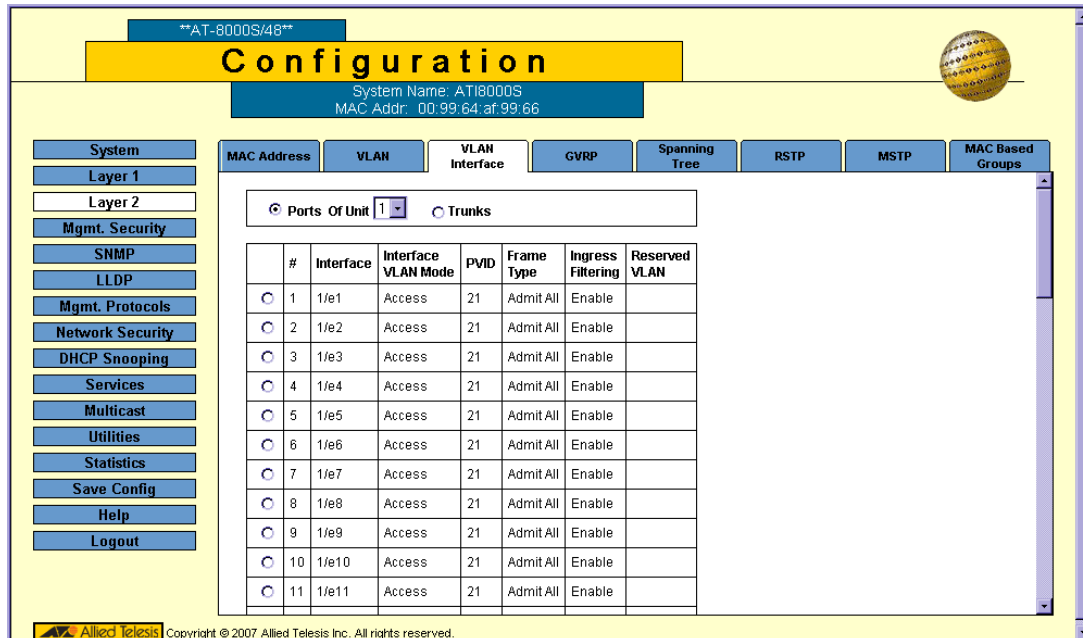 **AT-8000S/48**
Configuration
System Name: ATI8000S
MAC Addr: 00:99:64:af:99:66
System
Layer 1
Layer 2
Mgmt. Security
SNMP
LLDP
Mgmt. Protocols
Network Security
DHCP Snooping
Services
Multicast
Utilities
Statistics
Save Config
Help
Logout
MAC Address
VLAN
VLAN Interface
GVRP
Spanning Tree
RSTP
MSTP
MAC Based Groups
Ports Of Unit 1 Trunks
# Interface Interface VLAN Mode PVID Frame Type Ingress Filtering Reserved VLAN
1 1/e1 Access 21 Admit All Enable
2 1/e2 Access 21 Admit All Enable
3 1/e3 Access 21 Admit All Enable
4 1/e4 Access 21 Admit All Enable
5 1/e5 Access 21 Admit All Enable
6 1/e6 Access 21 Admit All Enable
7 1/e7 Access 21 Admit All Enable
8 1/e8 Access 21 Admit All Enable
9 1/e9 Access 21 Admit All Enable
10 1/e10 Access 21 Admit All Enable
11 1/e11 Access 21 Admit All Enable
Allied Telesis Copyright © 2007 Allied Telesis Inc. All rights reserved.